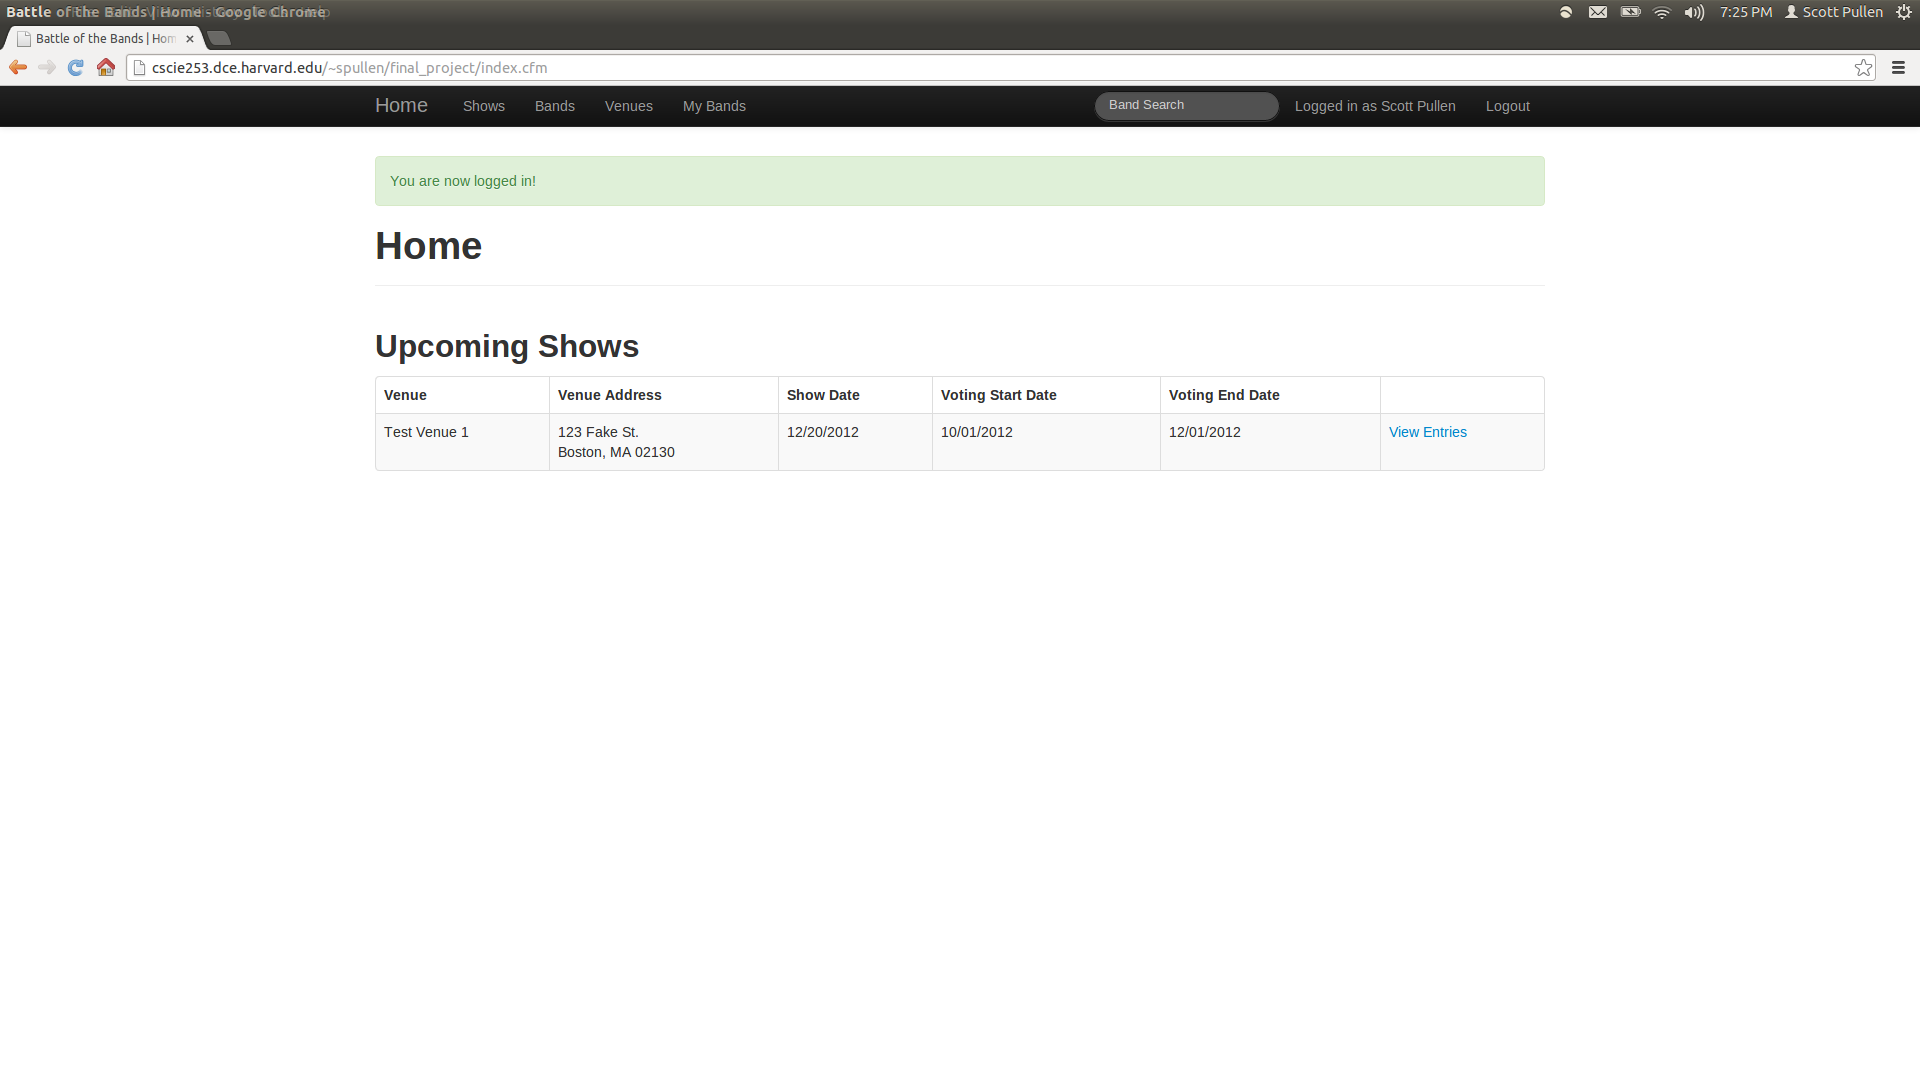 Battle of the Bands | Home - Google Chrome
7:25 PM Scott Pullen
Battle of the Bands | Hom
cscie253.dce.harvard.edu/~spullen/final_project/index.cfm
Home Shows Bands Venues My Bands Band Search Logged in as Scott Pullen Logout
You are now logged in!
Home
Upcoming Shows
Venue Venue Address Show Date Voting Start Date Voting End Date
Test Venue 1 123 Fake St. 12/20/2012 10/01/2012 12/01/2012 View Entries
Boston, MA 02130